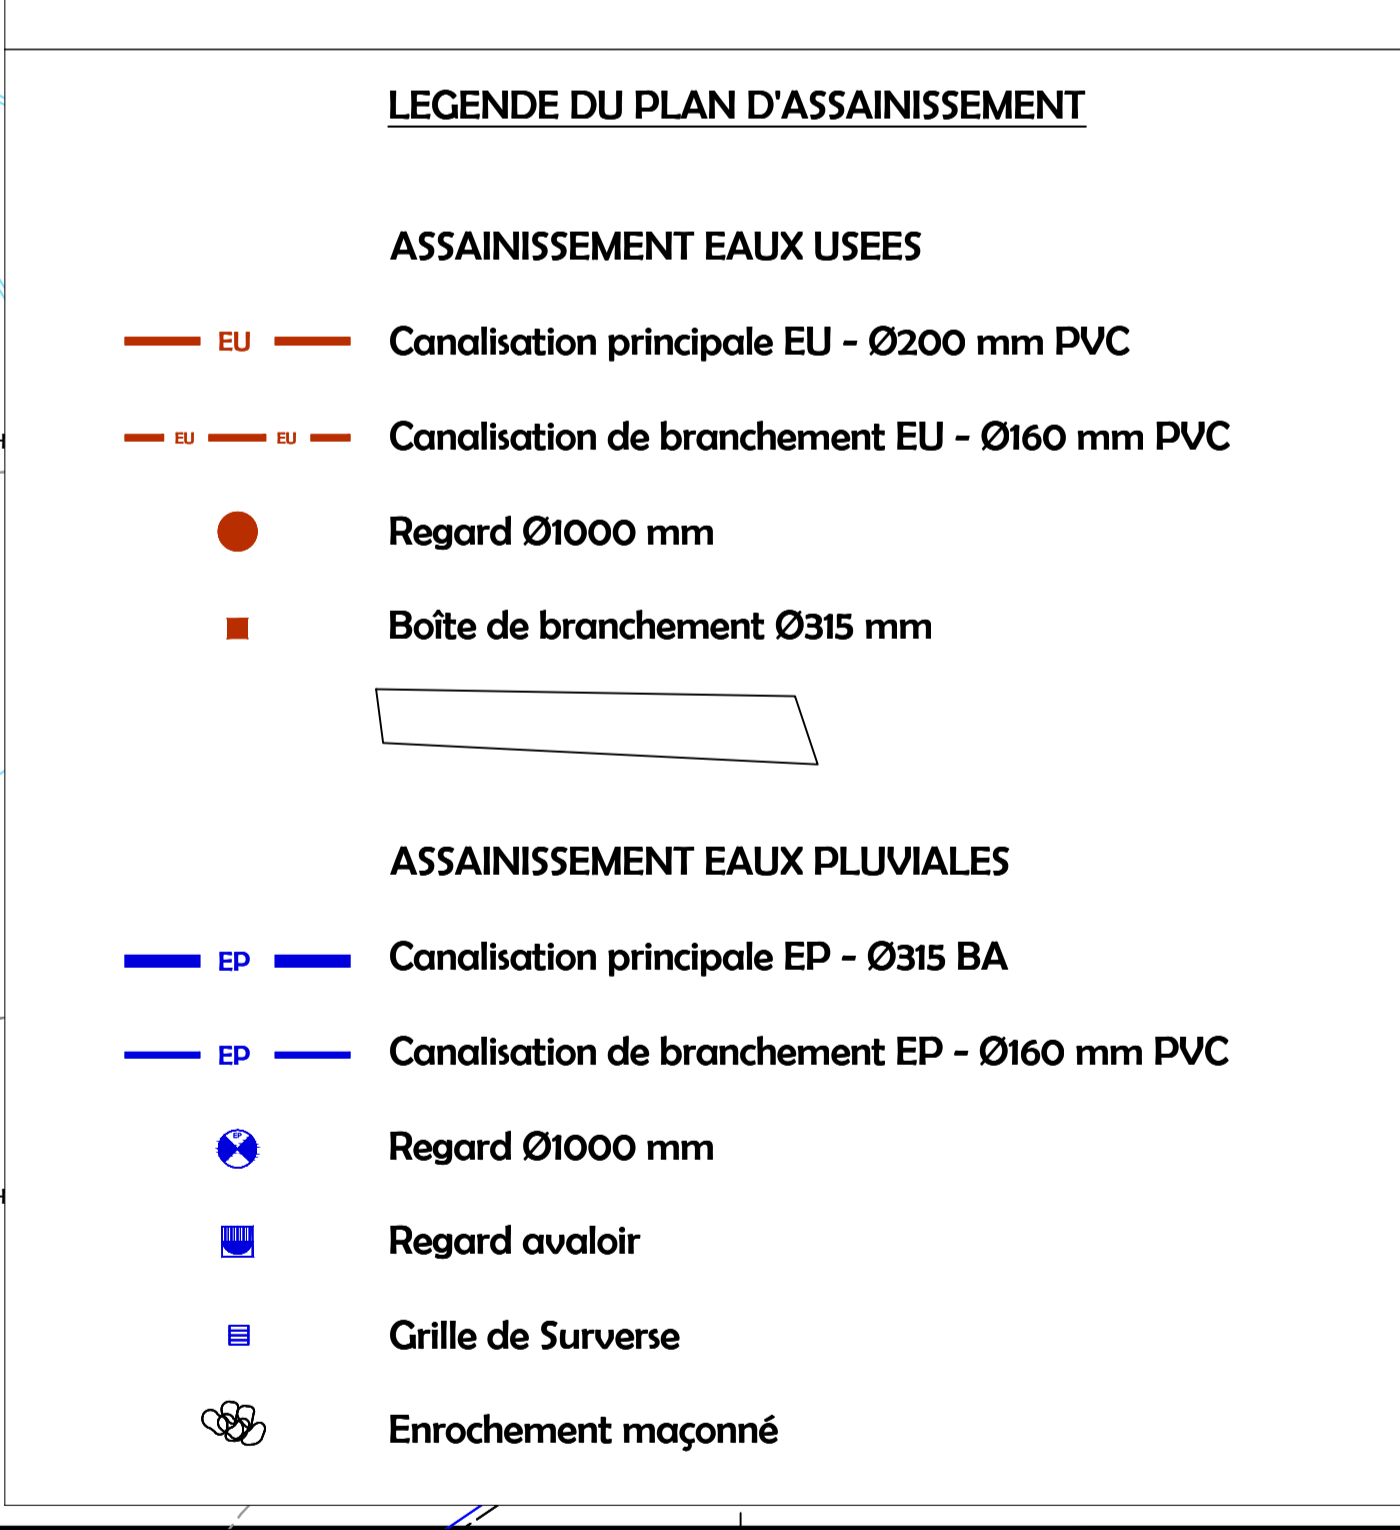 LEGENDE DU PLAN D'ASSAINISSEMENT
ASSAINISSEMENT EAUX USEES
EU Canalisation principale EU - Ø200 mm PVC
EU EU Canalisation de branchement EU - Ø160 mm PVC
Regard Ø1000 mm
Boîte de branchement Ø315 mm
ASSAINISSEMENT EAUX PLUVIALES
EP Canalisation principale EP - Ø315 BA
EP Canalisation de branchement EP - Ø160 mm PVC
EP Regard Ø1000 mm
Regard avaloir
Grille de Surverse
Enrochement maçonné